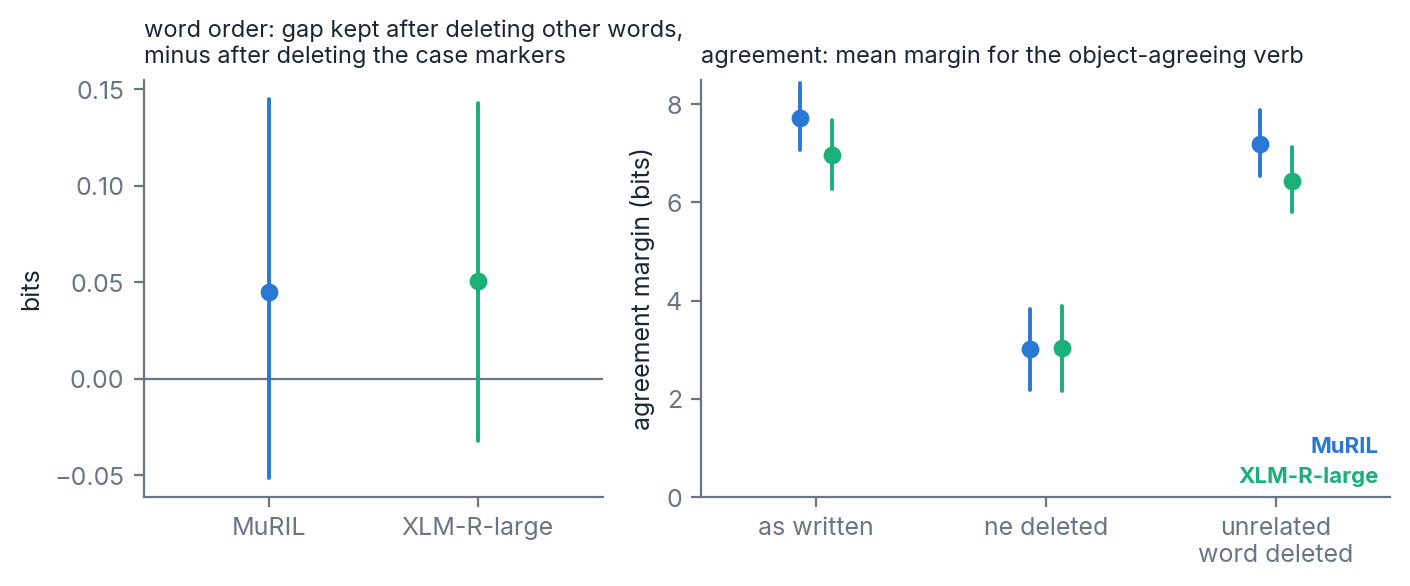 word order: gap kept after deleting other words,
minus after deleting the case markers
bits
0.15
0.10
0.05
0.00
−0.05
MuRIL
XLM-R-large
agreement: mean margin for the object-agreeing verb
agreement margin (bits)
8
6
4
2
0
MuRIL
XLM-R-large
as written
ne deleted
unrelated
word deleted